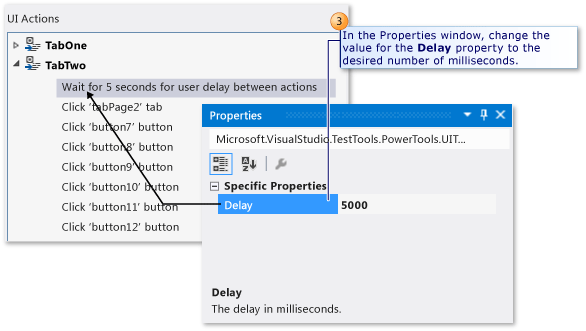 UI Actions
TabOne
TabTwo
Wait for 5 seconds for user delay between actions
Click 'tabPage2' tab
Click 'button7' button
Click 'button8' button
Click 'button9' button
Click 'button10' button
Click 'button11' button
Click 'button12' button
3
In the Properties window, change the
value for the Delay property to the
desired number of milliseconds.
Properties
Microsoft.VisualStudio.TestTools.PowerTools.UIT...
Specific Properties
Delay 5000
Delay
The delay in milliseconds.